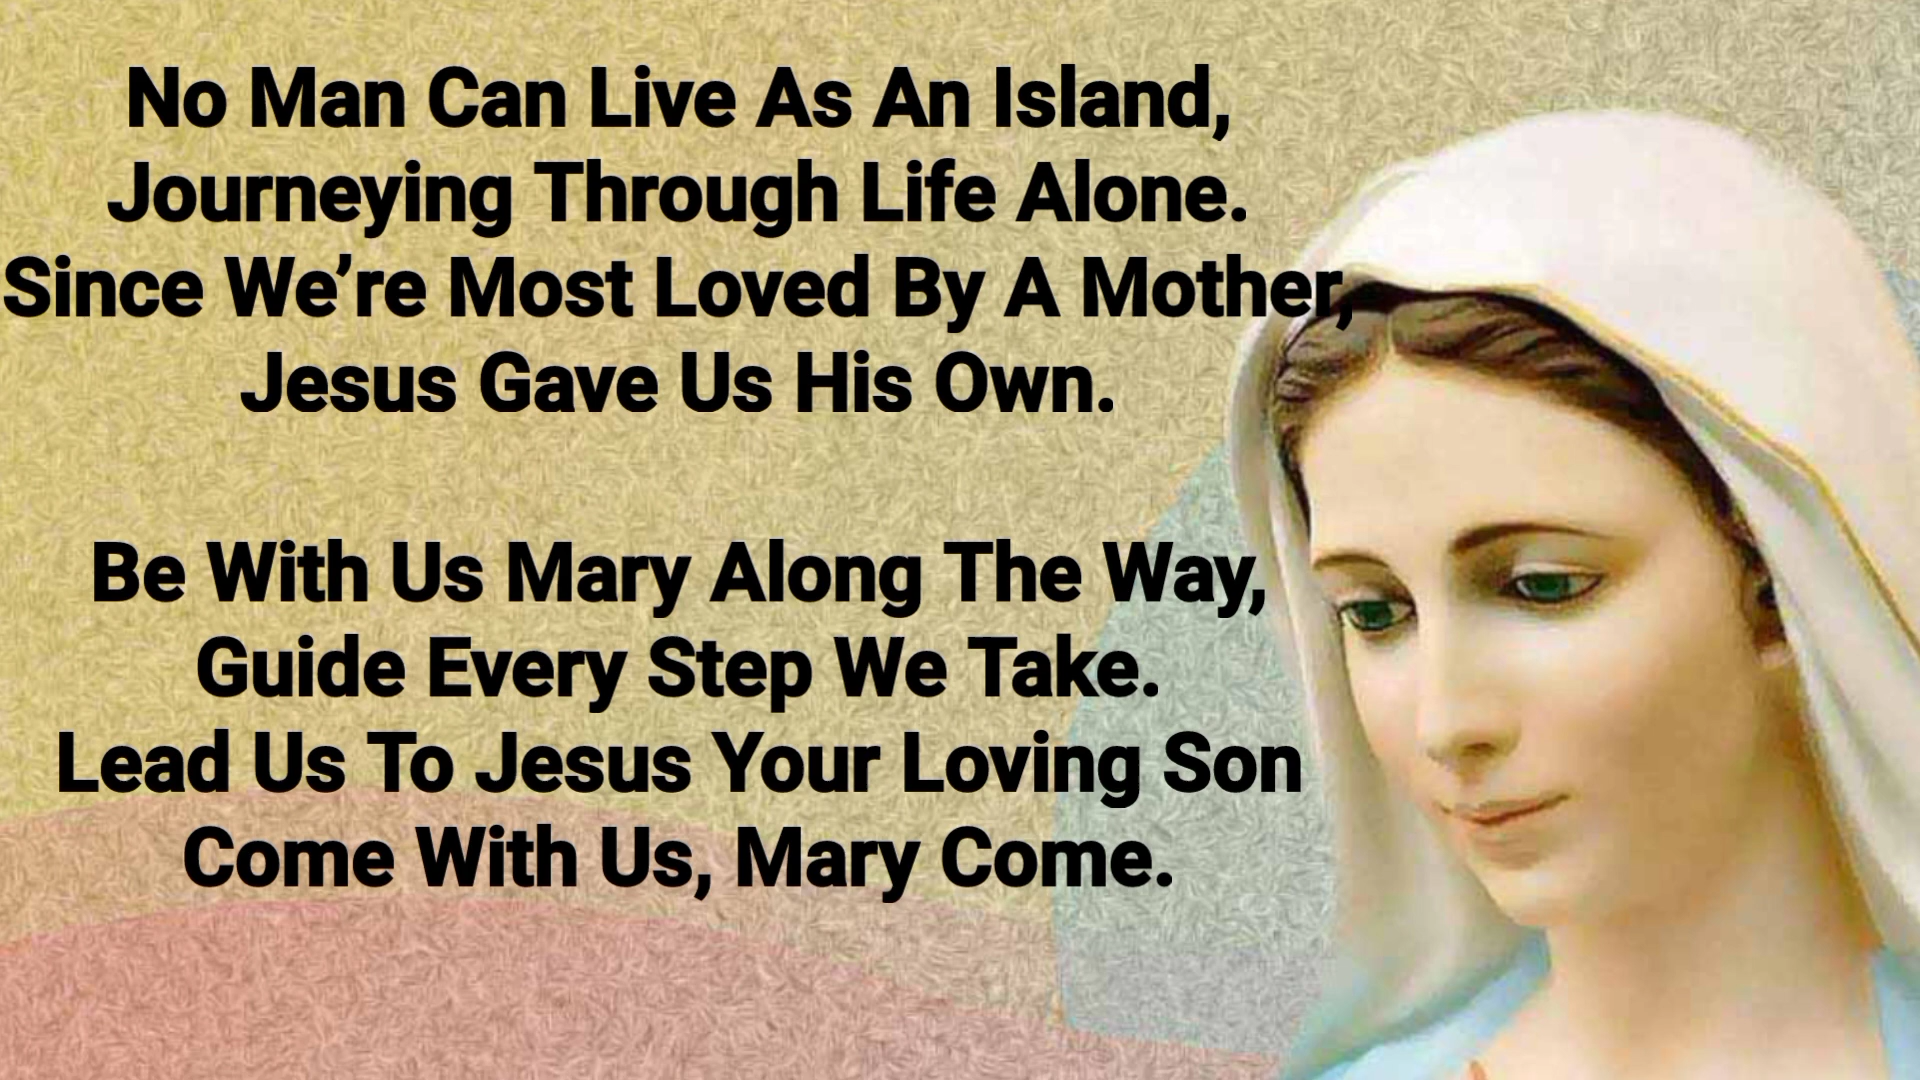 No Man Can Live As An Island,
Journeying Through Life Alone.
Since We’re Most Loved By A Mother,
Jesus Gave Us His Own.
Be With Us Mary Along The Way,
Guide Every Step We Take.
Lead Us To Jesus Your Loving Son
Come With Us, Mary Come.